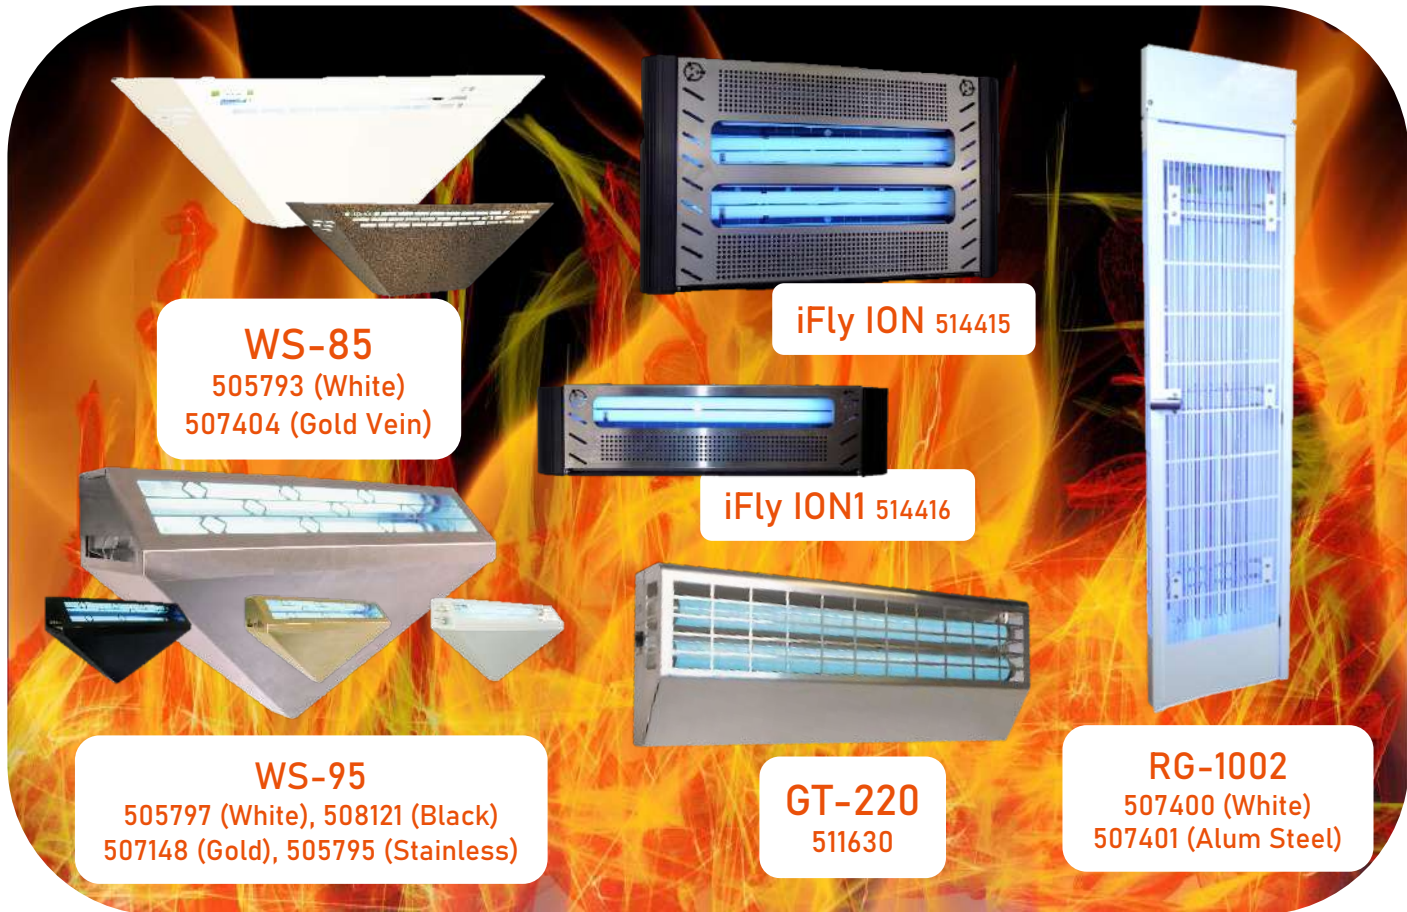 WS-85
505793 (White)
507404 (Gold Vein)
iFly ION 514415
iFly ION1 514416
WS-95
505797 (White), 508121 (Black)
507148 (Gold), 505795 (Stainless)
GT-220
511630
RG-1002
507400 (White)
507401 (Alum Steel)